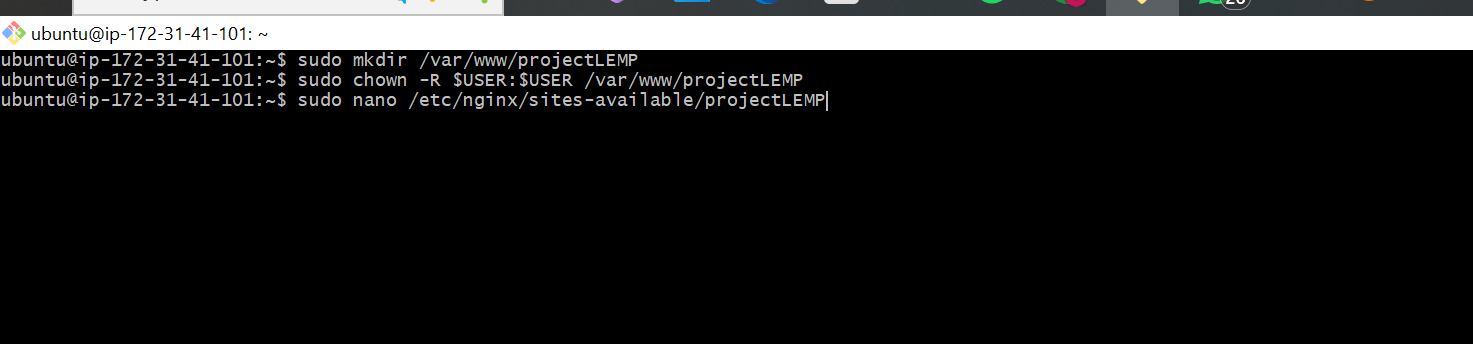 ubuntu@ip-172-31-41-101: ~
ubuntu@ip-172-31-41-101:~$ sudo mkdir /var/www/projectLEMP
ubuntu@ip-172-31-41-101:~$ sudo chown -R $USER:$USER /var/www/projectLEMP
ubuntu@ip-172-31-41-101:~$ sudo nano /etc/nginx/sites-available/projectLEMP